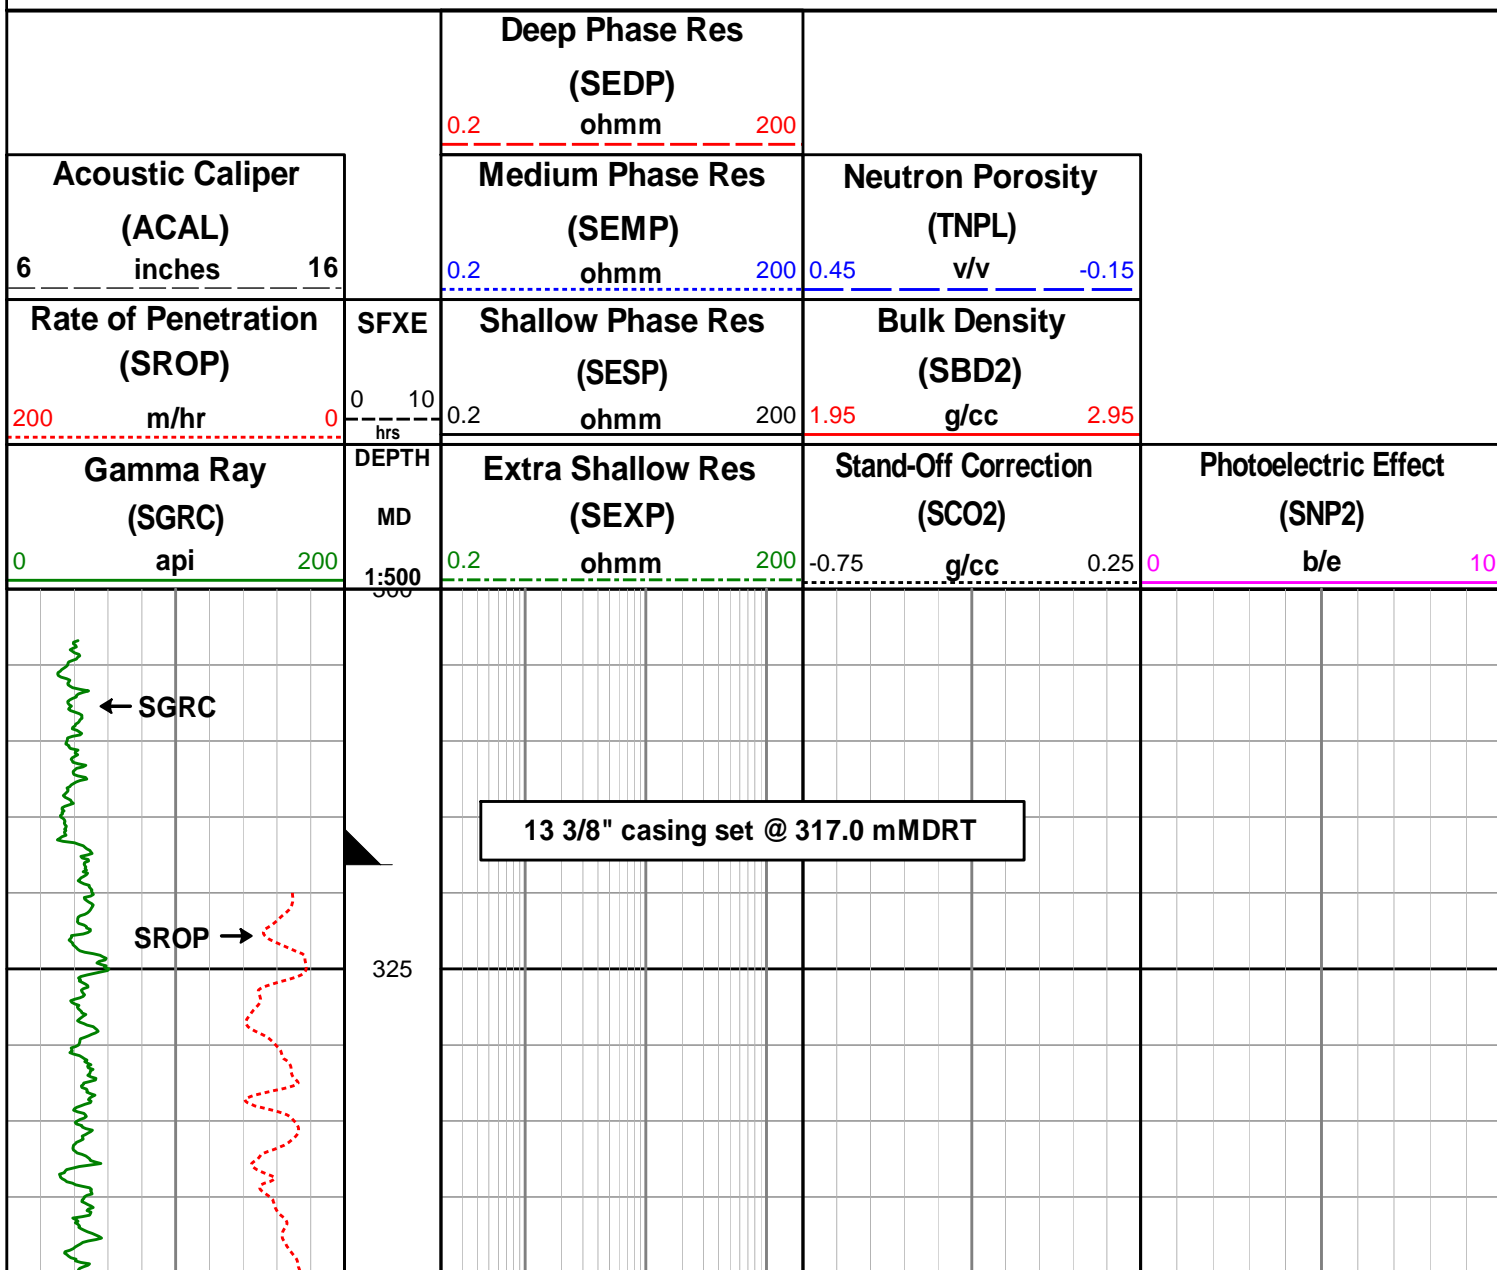 Deep Phase Res
(SEDP)
0.2 ohmm 200
Acoustic Caliper
(ACAL)
6 inches 16
Medium Phase Res
(SEMP)
0.2 ohmm 200
Neutron Porosity
(TNPL)
0.45 v/v -0.15
Rate of Penetration
(SROP)
200 m/hr 0
SFXE
0 10
hrs
Shallow Phase Res
(SESP)
0.2 ohmm 200
Bulk Density
(SBD2)
1.95 g/cc 2.95
Gamma Ray
(SGRC)
0 api 200
DEPTH
MD
1:500
300
Extra Shallow Res
(SEXP)
0.2 ohmm 200
Stand-Off Correction
(SCO2)
-0.75 g/cc 0.25
Photoelectric Effect
(SNP2)
0 b/e 10
SGRC
13 3/8" casing set @ 317.0 mMDRT
SROP
325